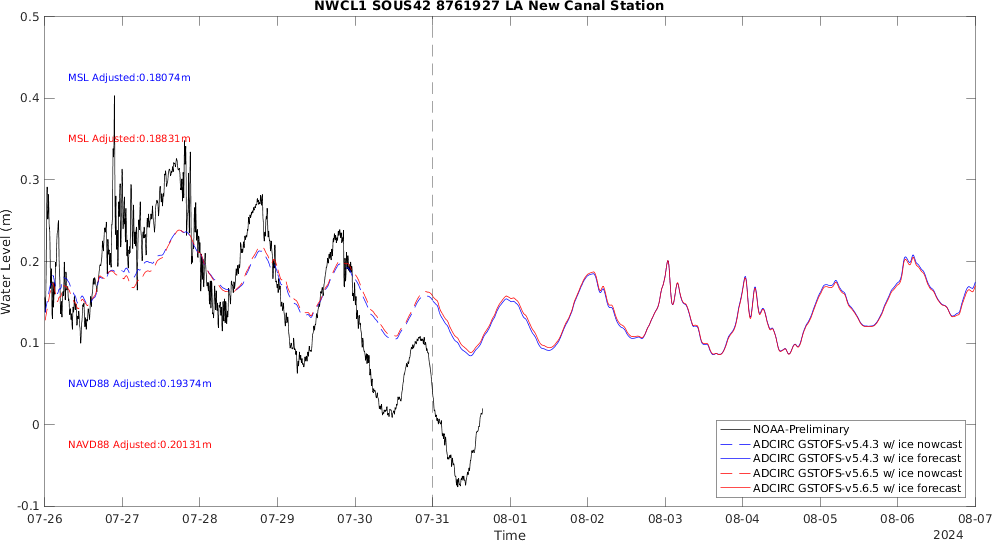 NWCL1 SOUS42 8761927 LA New Canal Station
0.5
0.4
0.3
0.2
0.1
0
-0.1
Water Level (m)
MSL Adjusted:0.18074m
MSL Adjusted:0.18831m
NAVD88 Adjusted:0.19374m
NAVD88 Adjusted:0.20131m
NOAA-Preliminary
ADCIRC GSTOFS-v5.4.3 w/ ice nowcast
ADCIRC GSTOFS-v5.4.3 w/ ice forecast
ADCIRC GSTOFS-v5.6.5 w/ ice nowcast
ADCIRC GSTOFS-v5.6.5 w/ ice forecast
07-26 07-27 07-28 07-29 07-30 07-31 08-01 08-02 08-03 08-04 08-05 08-06 08-07
Time
2024